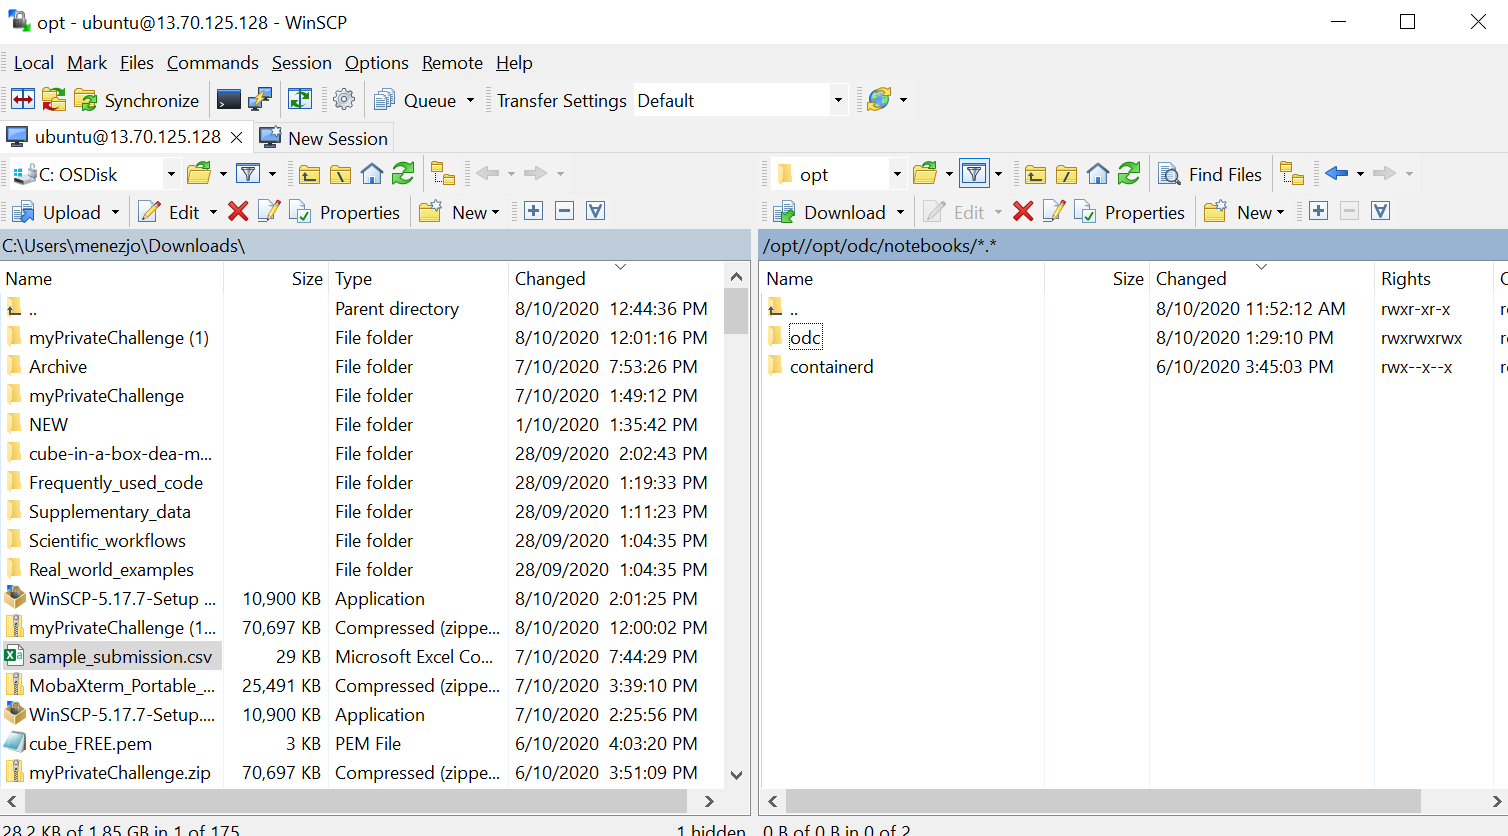 opt - ubuntu@13.70.125.128 - WinSCP
Local Mark Files Commands Session Options Remote Help
Synchronize Queue Transfer Settings Default
ubuntu@13.70.125.128 New Session
C: OSDisk opt Find Files
Upload Edit Properties New Download Edit Properties New
C:\Users\menezjo\Downloads\ /opt//opt/odc/notebooks/*.*
Name Size Type Changed
.. Parent directory 8/10/2020 12:44:36 PM
myPrivateChallenge (1) File folder 8/10/2020 12:01:16 PM
Archive File folder 7/10/2020 7:53:26 PM
myPrivateChallenge File folder 7/10/2020 1:49:12 PM
NEW File folder 1/10/2020 1:35:42 PM
cube-in-a-box-dea-m... File folder 28/09/2020 2:02:43 PM
Frequently_used_code File folder 28/09/2020 1:19:33 PM
Supplementary_data File folder 28/09/2020 1:11:23 PM
Scientific_workflows File folder 28/09/2020 1:04:35 PM
Real_world_examples File folder 28/09/2020 1:04:35 PM
WinSCP-5.17.7-Setup ... 10,900 KB Application 8/10/2020 2:01:25 PM
myPrivateChallenge (1... 70,697 KB Compressed (zippe... 8/10/2020 12:00:02 PM
sample_submission.csv 29 KB Microsoft Excel Co... 7/10/2020 7:44:29 PM
MobaXterm_Portable_... 25,491 KB Compressed (zippe... 7/10/2020 3:39:10 PM
WinSCP-5.17.7-Setup.... 10,900 KB Application 7/10/2020 2:25:56 PM
cube_FREE.pem 3 KB PEM File 6/10/2020 4:03:20 PM
myPrivateChallenge.zip 70,697 KB Compressed (zippe... 6/10/2020 3:51:09 PM
28.2 KB of 1.85 GB in 1 of 175 1 hidden
Name Size Changed Rights
.. 8/10/2020 11:52:12 AM rwxr-xr-x
odc 8/10/2020 1:29:10 PM rwxrwxrwx
containerd 6/10/2020 3:45:03 PM rwx--x--x
0 B of 0 B in 0 of 2